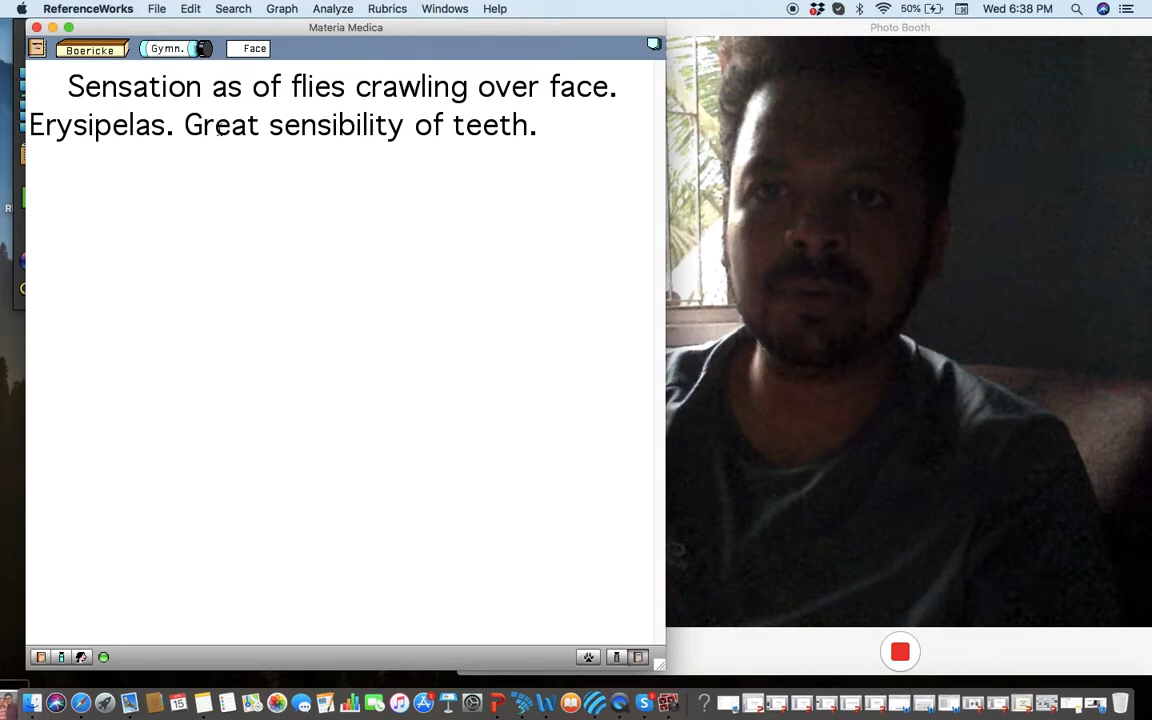 ReferenceWorks File Edit Search Graph Analyze Rubrics Windows Help 50% Wed 6:38 PM
Materia Medica
Photo Booth
Boericke Gymn. Face
Sensation as of flies crawling over face.
Erysipelas. Great sensibility of teeth.